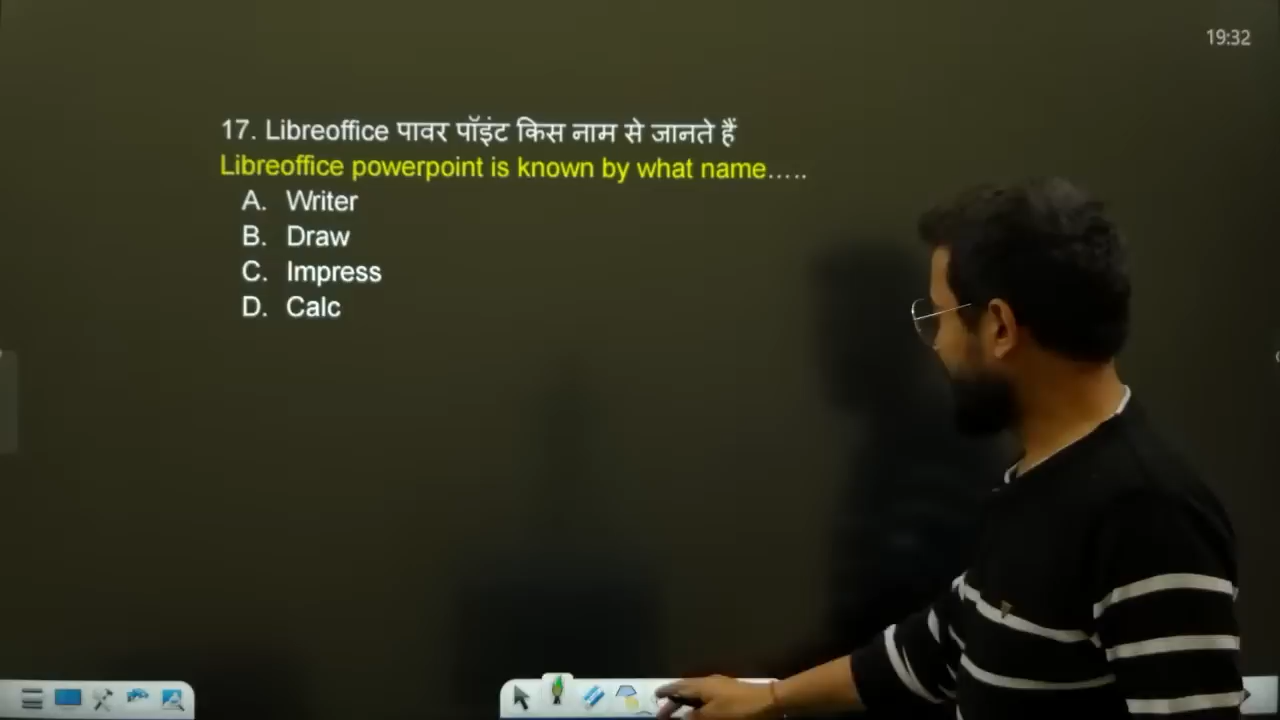 19:32
17. Libreoffice पावर पॉइंट किस नाम से जानते हैं
Libreoffice powerpoint is known by what name.....
A. Writer
B. Draw
C. Impress
D. Calc